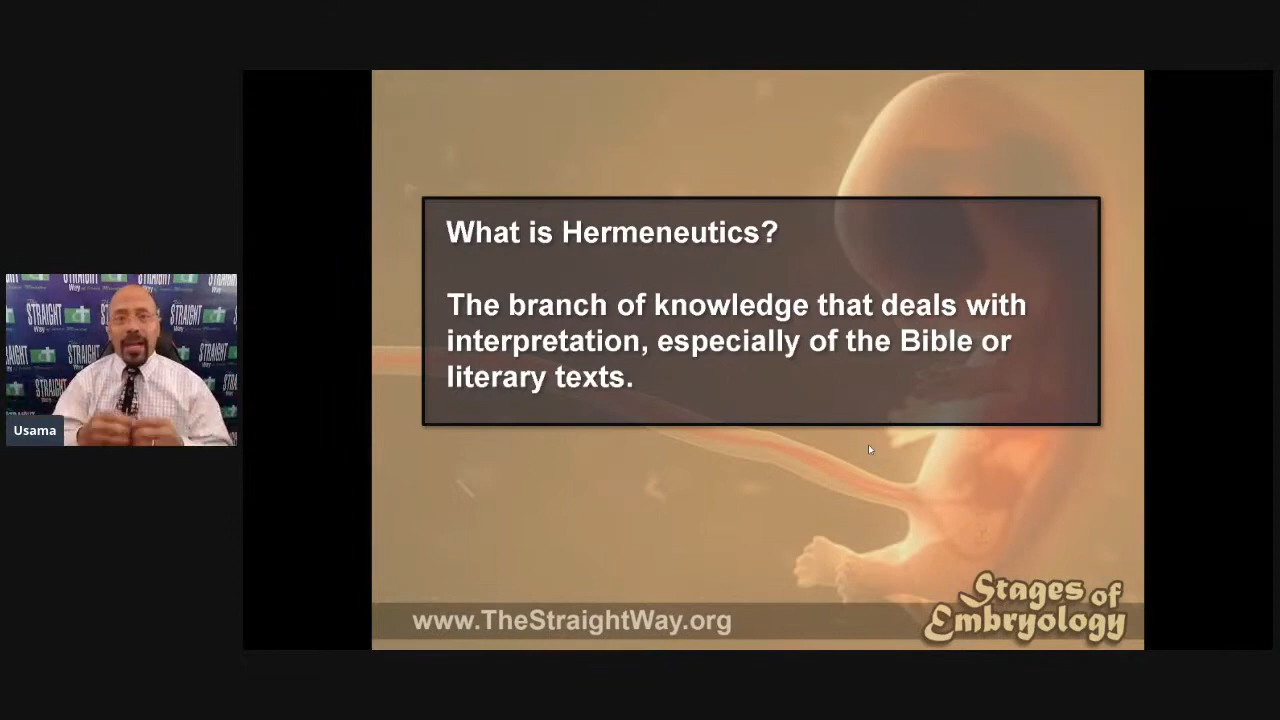 What is Hermeneutics?
The branch of knowledge that deals with
interpretation, especially of the Bible or
literary texts.
STRAIGHT
Way
Usama
www.TheStraightWay.org
Stages of
Embryology